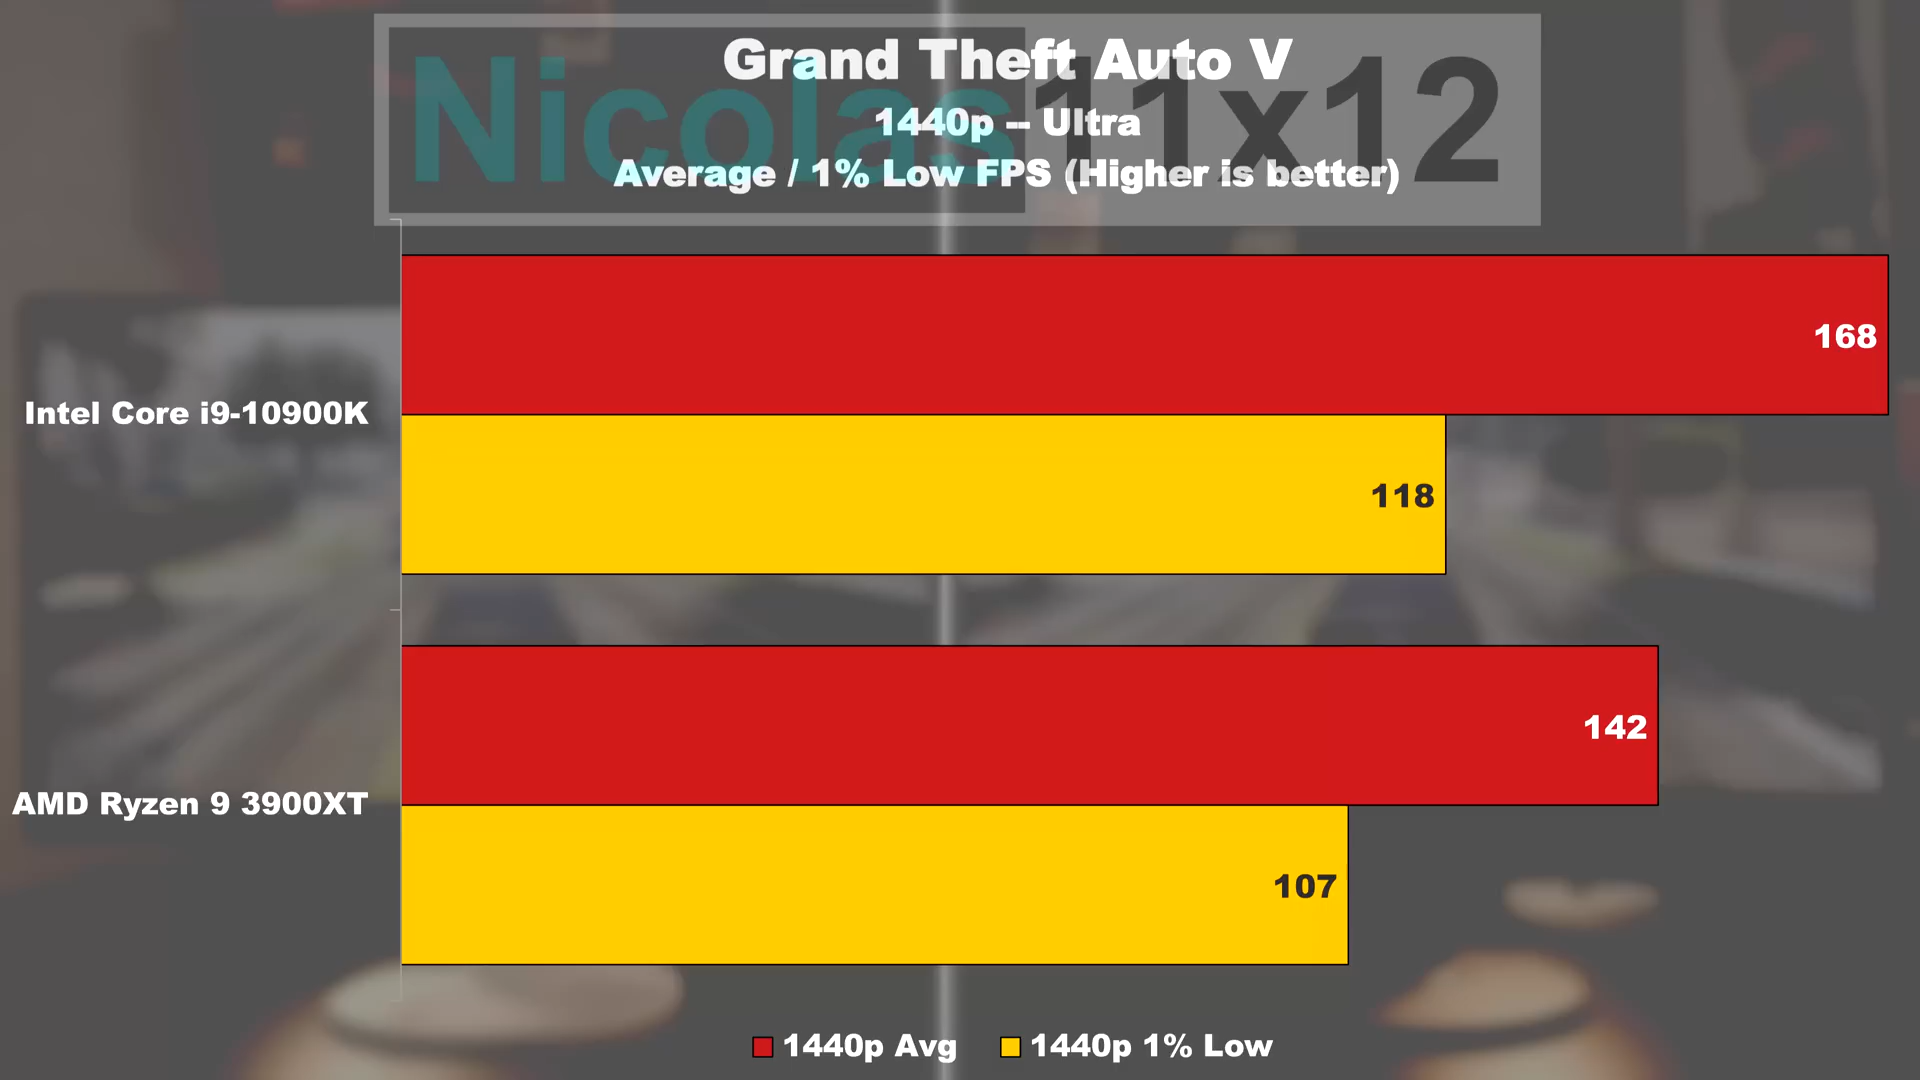 Nicolas11x12
Grand Theft Auto V
1440p -- Ultra
Average / 1% Low FPS (Higher is better)
Intel Core i9-10900K
168
118
AMD Ryzen 9 3900XT
142
107
1440p Avg
1440p 1% Low